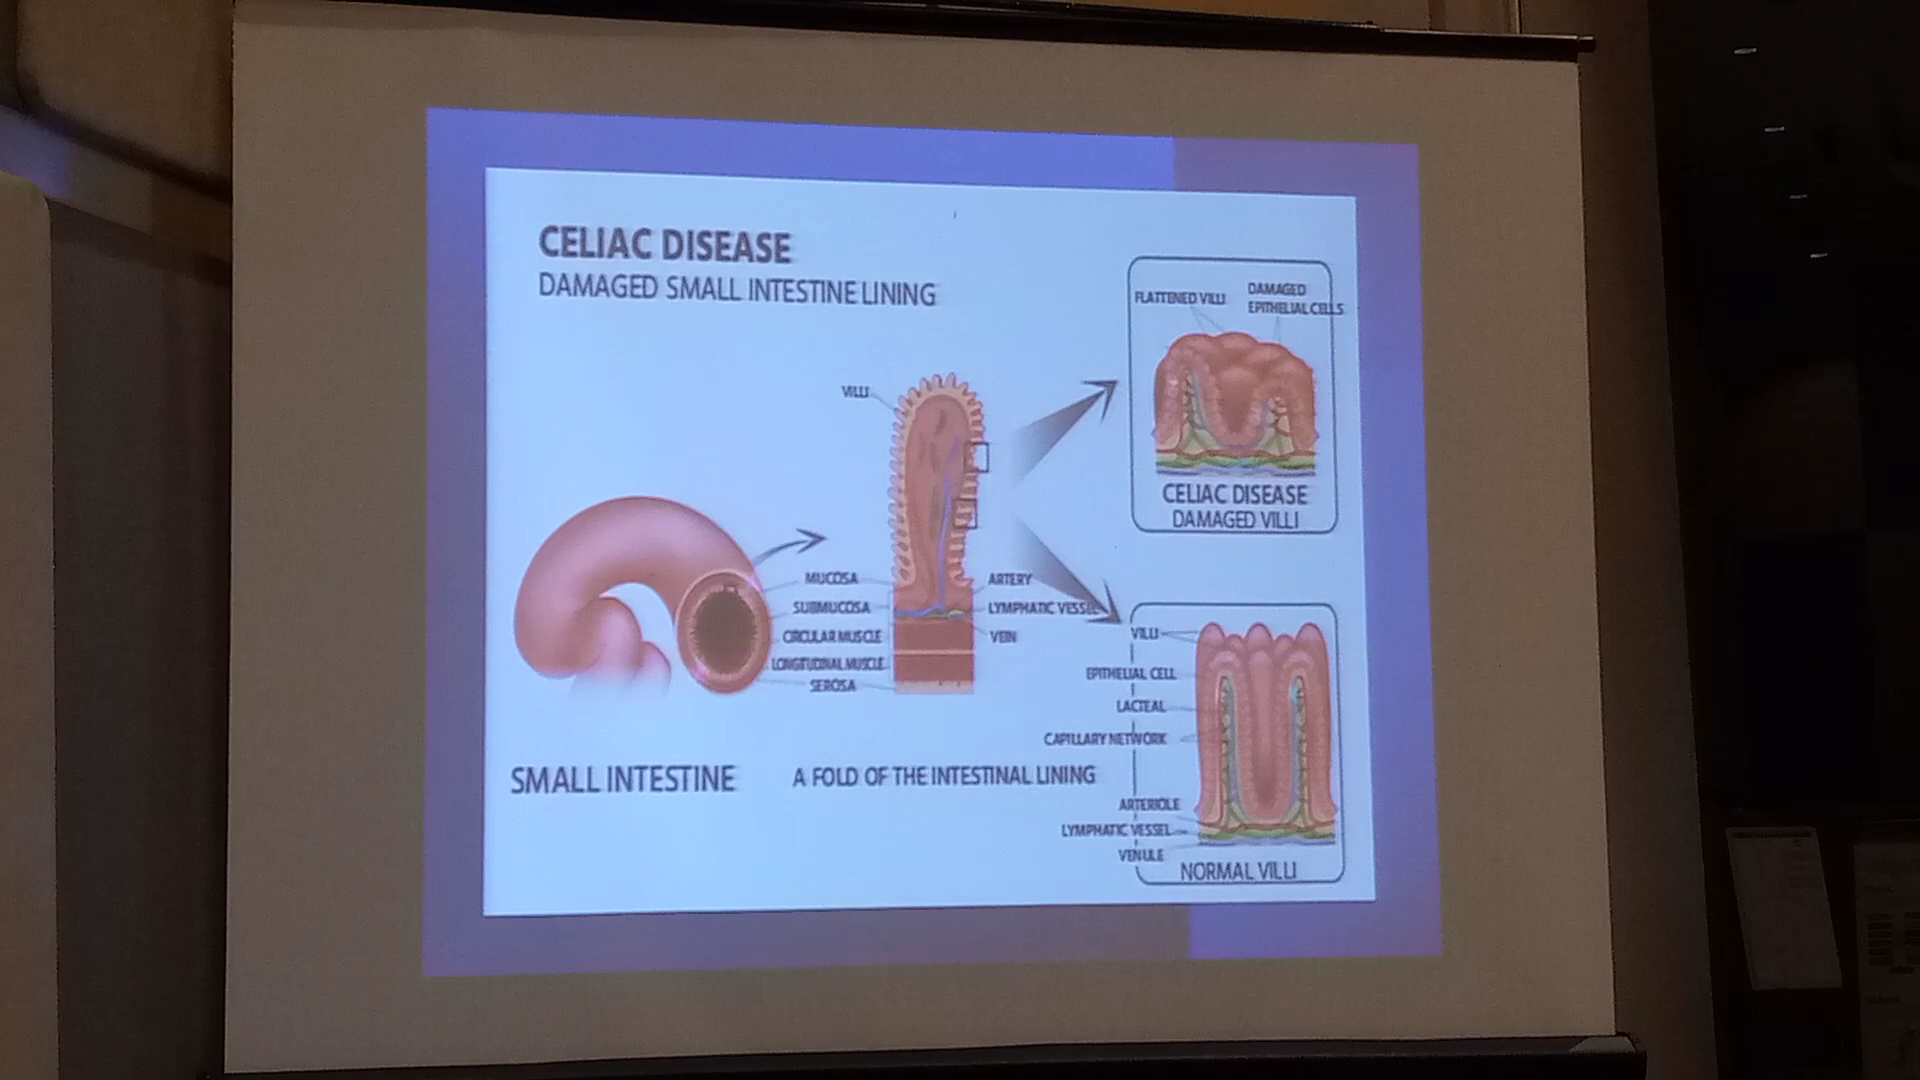 CELIAC DISEASE
DAMAGED SMALL INTESTINE LINING
FLATTENED VILLI
DAMAGED
EPITHELIAL CELLS
CELIAC DISEASE
DAMAGED VILLI
VILLI
MUCOSA
SUBMUCOSA
CIRCULAR MUSCLE
LONGITUDINAL MUSCLE
SEROSA
ARTERY
LYMPHATIC VESSEL
VEIN
VILLI
EPITHELIAL CELL
LACTEAL
CAPILLARY NETWORK
ARTERIOLE
LYMPHATIC VESSEL
VENULE
NORMAL VILLI
SMALL INTESTINE
A FOLD OF THE INTESTINAL LINING